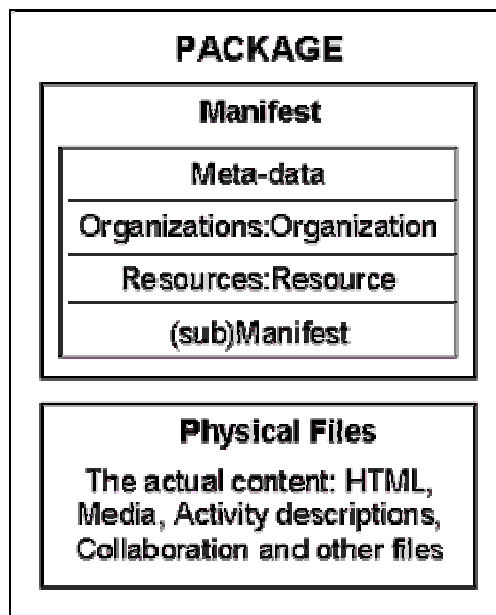 PACKAGE
Manifest
Meta-data
Organizations:Organization
Resources:Resource
(sub)Manifest
Physical Files
The actual content: HTML,
Media, Activity descriptions,
Collaboration and other files